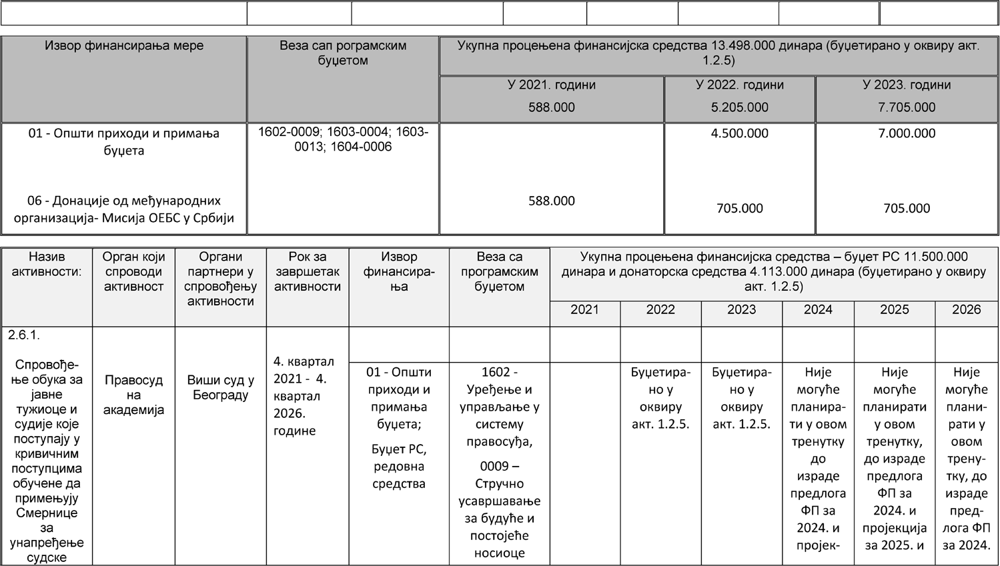 Извор финансирања мере
Веза сап рограмским
буџетом
Укупна процењена финансијска средства 13.498.000 динара (буџетирано у оквиру акт.
1.2.5)
У 2021. години
588.000
У 2022. години
5.205.000
У 2023. години
7.705.000
01 - Општи приходи и примања
буџета
1602-0009; 1603-0004; 1603-
0013; 1604-0006
4.500.000
7.000.000
06 - Донације од међународних
организација- Мисија ОЕБС у Србији
588.000
705.000
705.000
Назив
активности:
Орган који
спроводи
активност
Органи
партнери у
спровођењу
активности
Рок за
завршетак
активности
Извор
финансира-
ња
Веза са
програмским
буџетом
Укупна процењена финансијска средства – буџет РС 11.500.000
динара и донаторска средства 4.113.000 динара (буџетирано у оквиру
акт. 1.2.5)
2021
2022
2023
2024
2025
2026
2.6.1.
Спровође-
ње обука за
јавне
тужиоце и
судије које
поступају у
кривичним
поступцима
обучене да
примењују
Смернице
за
унапређење
судске
Правосуд
на
академија
Виши суд у
Београду
4. квартал
2021 - 4.
квартал
2026.
године
01 - Општи
приходи и
примања
буџета;
Буџет РС,
редовна
средства
1602 -
Уређење и
управљање у
систему
правосуђа,
0009 –
Стручно
усавршавање
за будуће и
постојеће
носиоце
Буџетира-
но у
оквиру
акт. 1.2.5.
Буџетира-
но у
оквиру
акт. 1.2.5.
Није
могуће
планира-
ти у овом
тренутку
до
израде
предлога
ФП за
2024. и
пројек-
Није
могуће
планирати
у овом
тренутку,
до израде
предлога
ФП за
2024. и
пројекција
за 2025. и
Није
могуће
плани-
рати у
овом
трену-
тку, до
израде
пред-
лога ФП
за 2024.